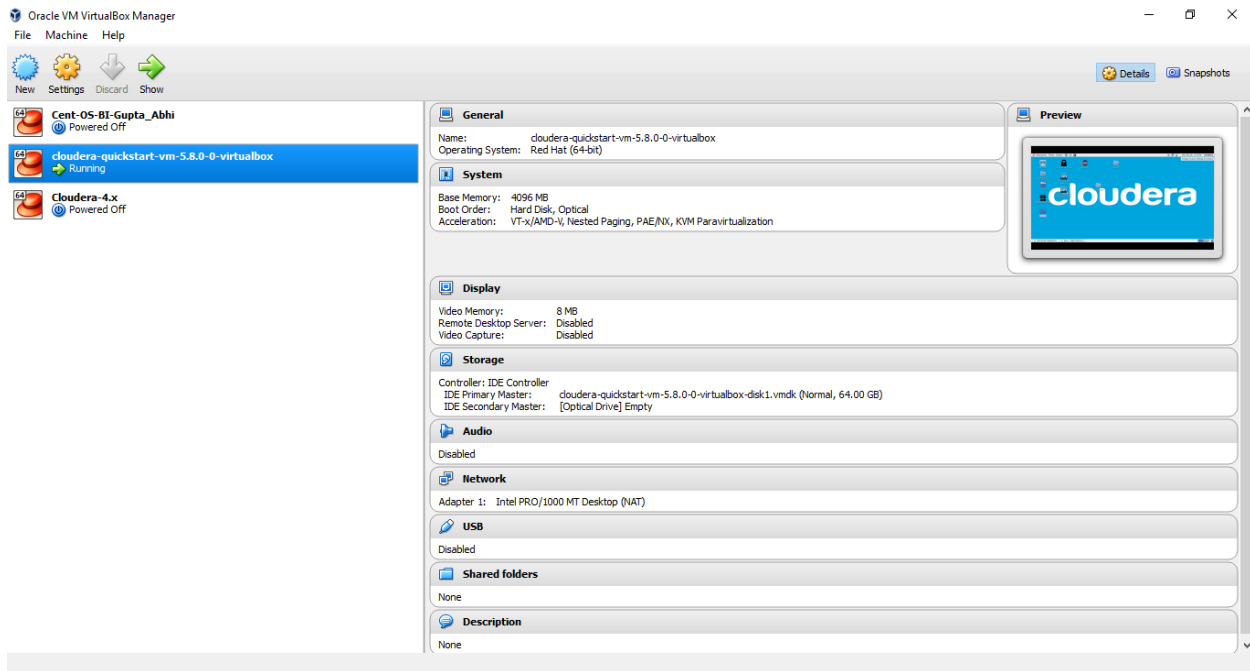 Oracle VM VirtualBox Manager
File Machine Help
New Settings Discard Show
Details Snapshots
64 Cent-OS-BI-Gupta_Abhi
Powered Off
64 cloudera-quickstart-vm-5.8.0-0-virtualbox
Running
64 Cloudera-4.x
Powered Off
General
Name: cloudera-quickstart-vm-5.8.0-0-virtualbox
Operating System: Red Hat (64-bit)
System
Base Memory: 4096 MB
Boot Order: Hard Disk, Optical
Acceleration: VT-x/AMD-V, Nested Paging, PAE/NX, KVM Paravirtualization
Preview
cloudera
Display
Video Memory: 8 MB
Remote Desktop Server: Disabled
Video Capture: Disabled
Storage
Controller: IDE Controller
IDE Primary Master: cloudera-quickstart-vm-5.8.0-0-virtualbox-disk1.vmdk (Normal, 64.00 GB)
IDE Secondary Master: [Optical Drive] Empty
Audio
Disabled
Network
Adapter 1: Intel PRO/1000 MT Desktop (NAT)
USB
Disabled
Shared folders
None
Description
None